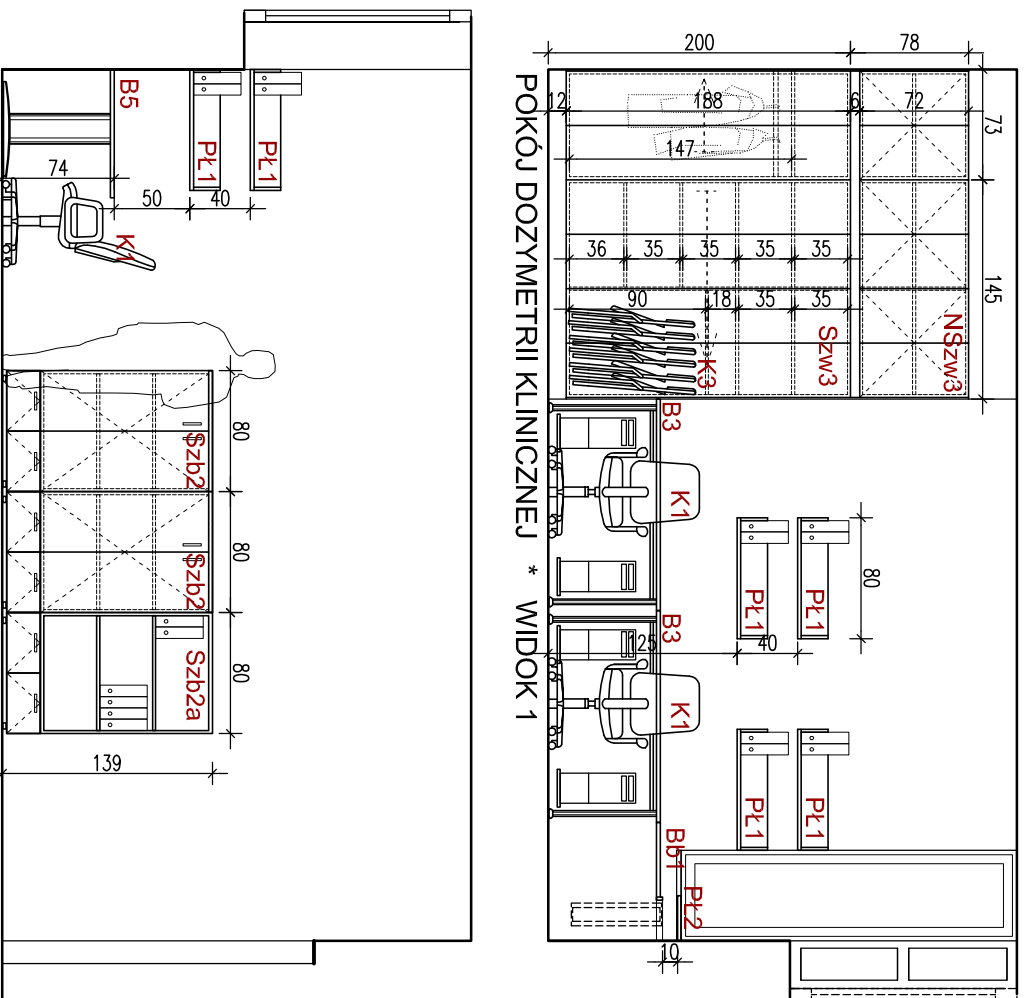 200
78
12
188
6
72
73
147
145
36
35
35
35
35
90
18
35
35
NSzw3
Szw3
K3
B3
K1
PŁ1
PŁ1
80
B3
K1
125
40
PŁ1
PŁ1
Bb1
PŁ2
10
POKÓJ DOZYMETRII KLINICZNEJ * WIDOK 1
B5
PŁ1
PŁ1
74
50
40
K1
80
Szb2
80
Szb2
80
Szb2a
139